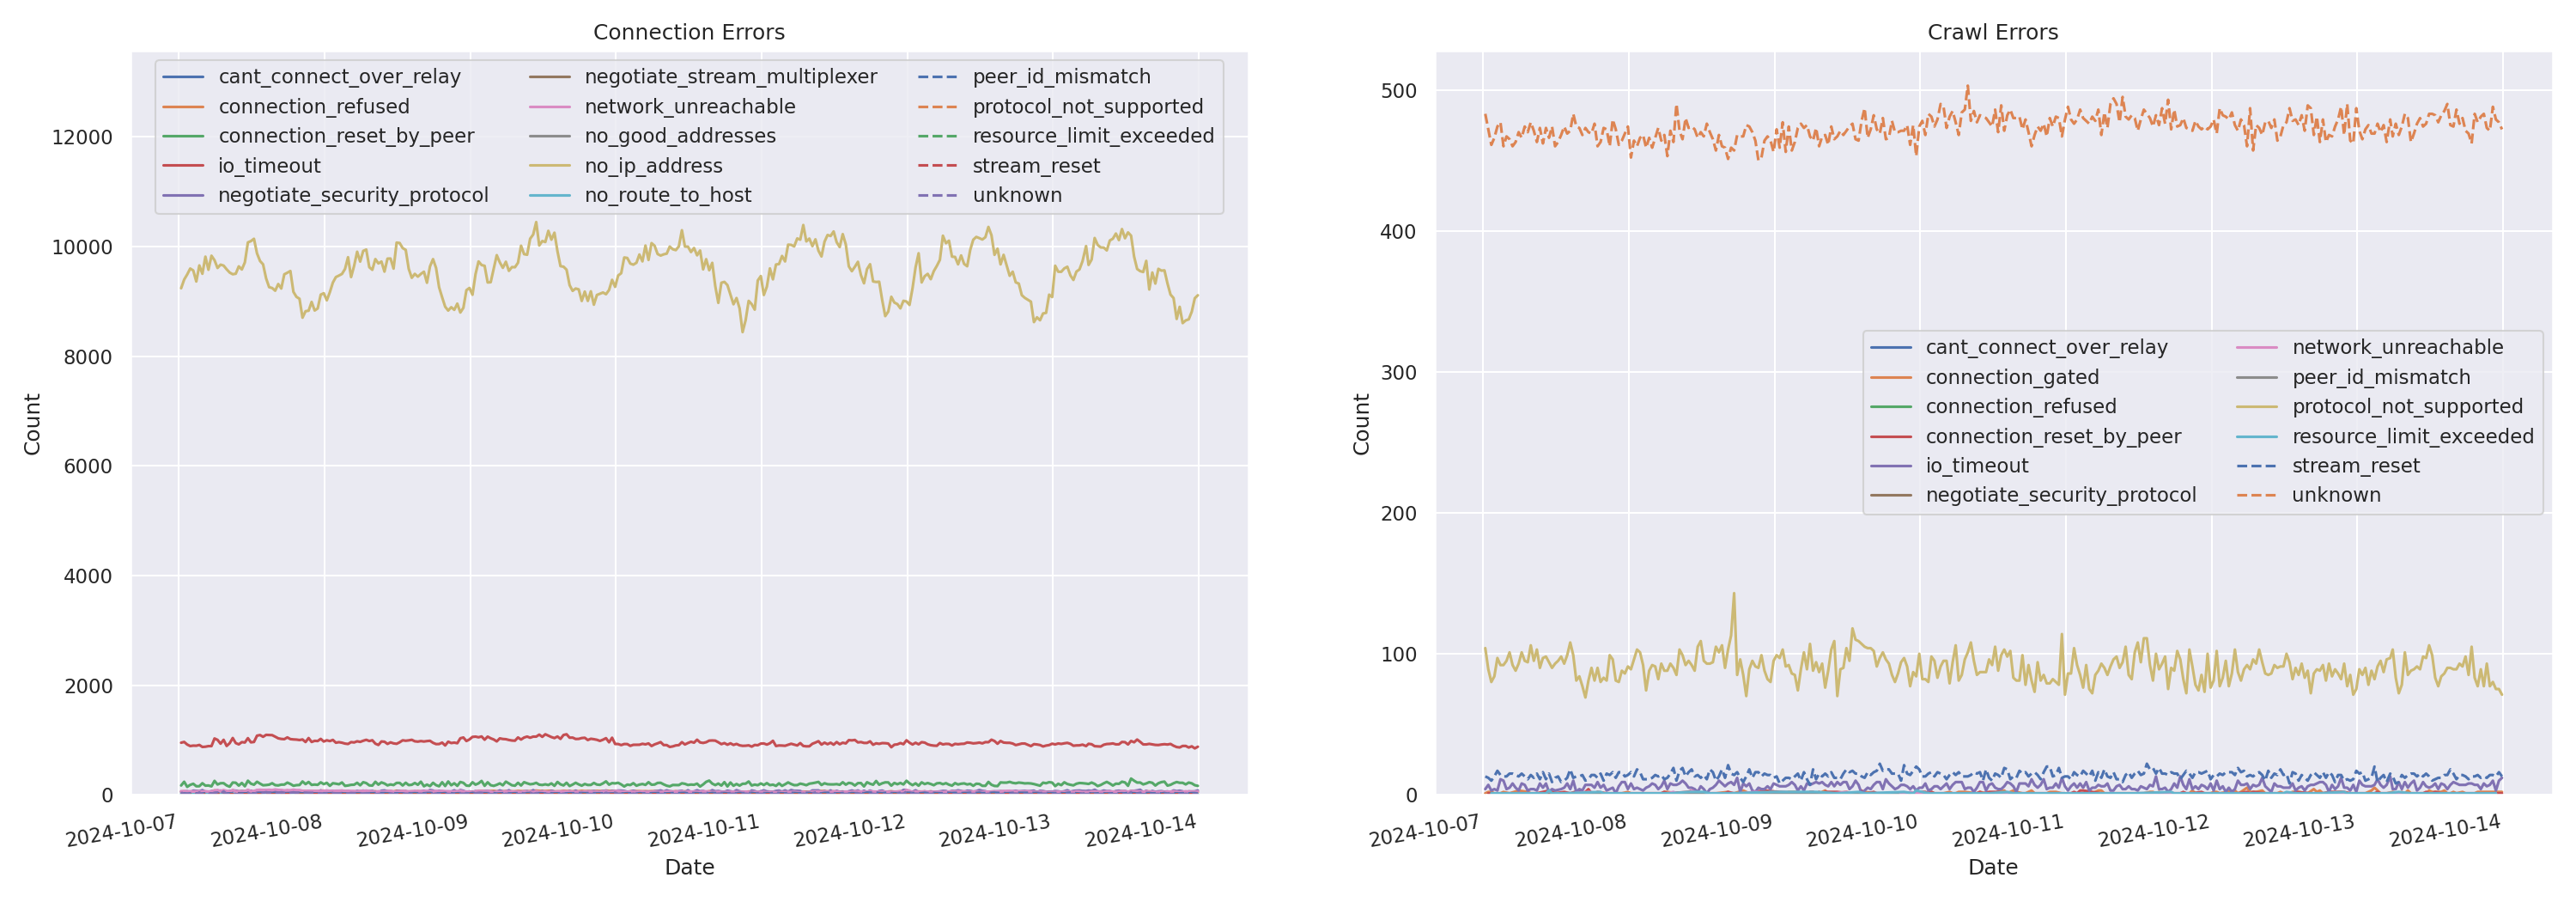 Connection Errors
cant_connect_over_relay
connection_refused
connection_reset_by_peer
io_timeout
negotiate_security_protocol
negotiate_stream_multiplexer
network_unreachable
no_good_addresses
no_ip_address
no_route_to_host
peer_id_mismatch
protocol_not_supported
resource_limit_exceeded
stream_reset
unknown
Count
12000
10000
8000
6000
4000
2000
0
2024-10-07
2024-10-08
2024-10-09
2024-10-10
2024-10-11
2024-10-12
2024-10-13
2024-10-14
Date
Crawl Errors
Count
500
400
300
200
100
0
cant_connect_over_relay
connection_gated
connection_refused
connection_reset_by_peer
io_timeout
negotiate_security_protocol
network_unreachable
peer_id_mismatch
protocol_not_supported
resource_limit_exceeded
stream_reset
unknown
2024-10-07
2024-10-08
2024-10-09
2024-10-10
2024-10-11
2024-10-12
2024-10-13
2024-10-14
Date